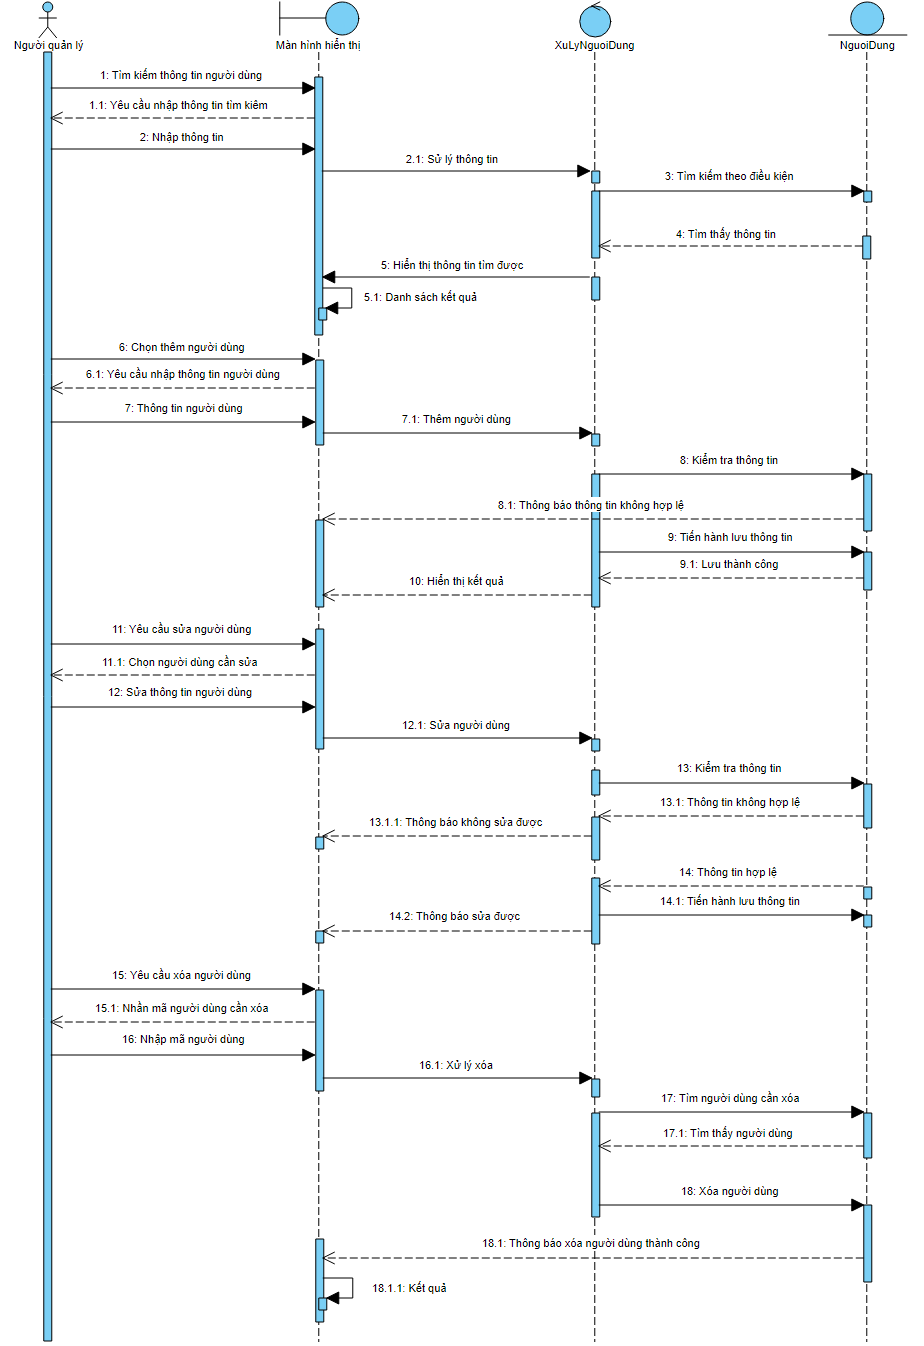 Người quản lý
Màn hình hiển thị
XuLyNguoiDung
NguoiDung
1: Tìm kiếm thông tin người dùng
1.1: Yêu cầu nhập thông tin tìm kiêm
2: Nhập thông tin
2.1: Sử lý thông tin
3: Tìm kiếm theo điều kiện
4: Tìm thấy thông tin
5: Hiển thị thông tin tìm được
5.1: Danh sách kết quả
6: Chọn thêm người dùng
6.1: Yêu cầu nhập thông tin người dùng
7: Thông tin người dùng
7.1: Thêm người dùng
8: Kiểm tra thông tin
8.1: Thông báo thông tin không hợp lệ
9: Tiến hành lưu thông tin
9.1: Lưu thành công
10: Hiển thị kết quả
11: Yêu cầu sửa người dùng
11.1: Chọn người dùng cần sửa
12: Sửa thông tin người dùng
12.1: Sửa người dùng
13: Kiểm tra thông tin
13.1: Thông tin không hợp lệ
13.1.1: Thông báo không sửa được
14: Thông tin hợp lệ
14.1: Tiến hành lưu thông tin
14.2: Thông báo sửa được
15: Yêu cầu xóa người dùng
15.1: Nhần mã người dùng cần xóa
16: Nhập mã người dùng
16.1: Xử lý xóa
17: Tìm người dùng cần xóa
17.1: Tìm thấy người dùng
18: Xóa người dùng
18.1: Thông báo xóa người dùng thành công
18.1.1: Kết quả